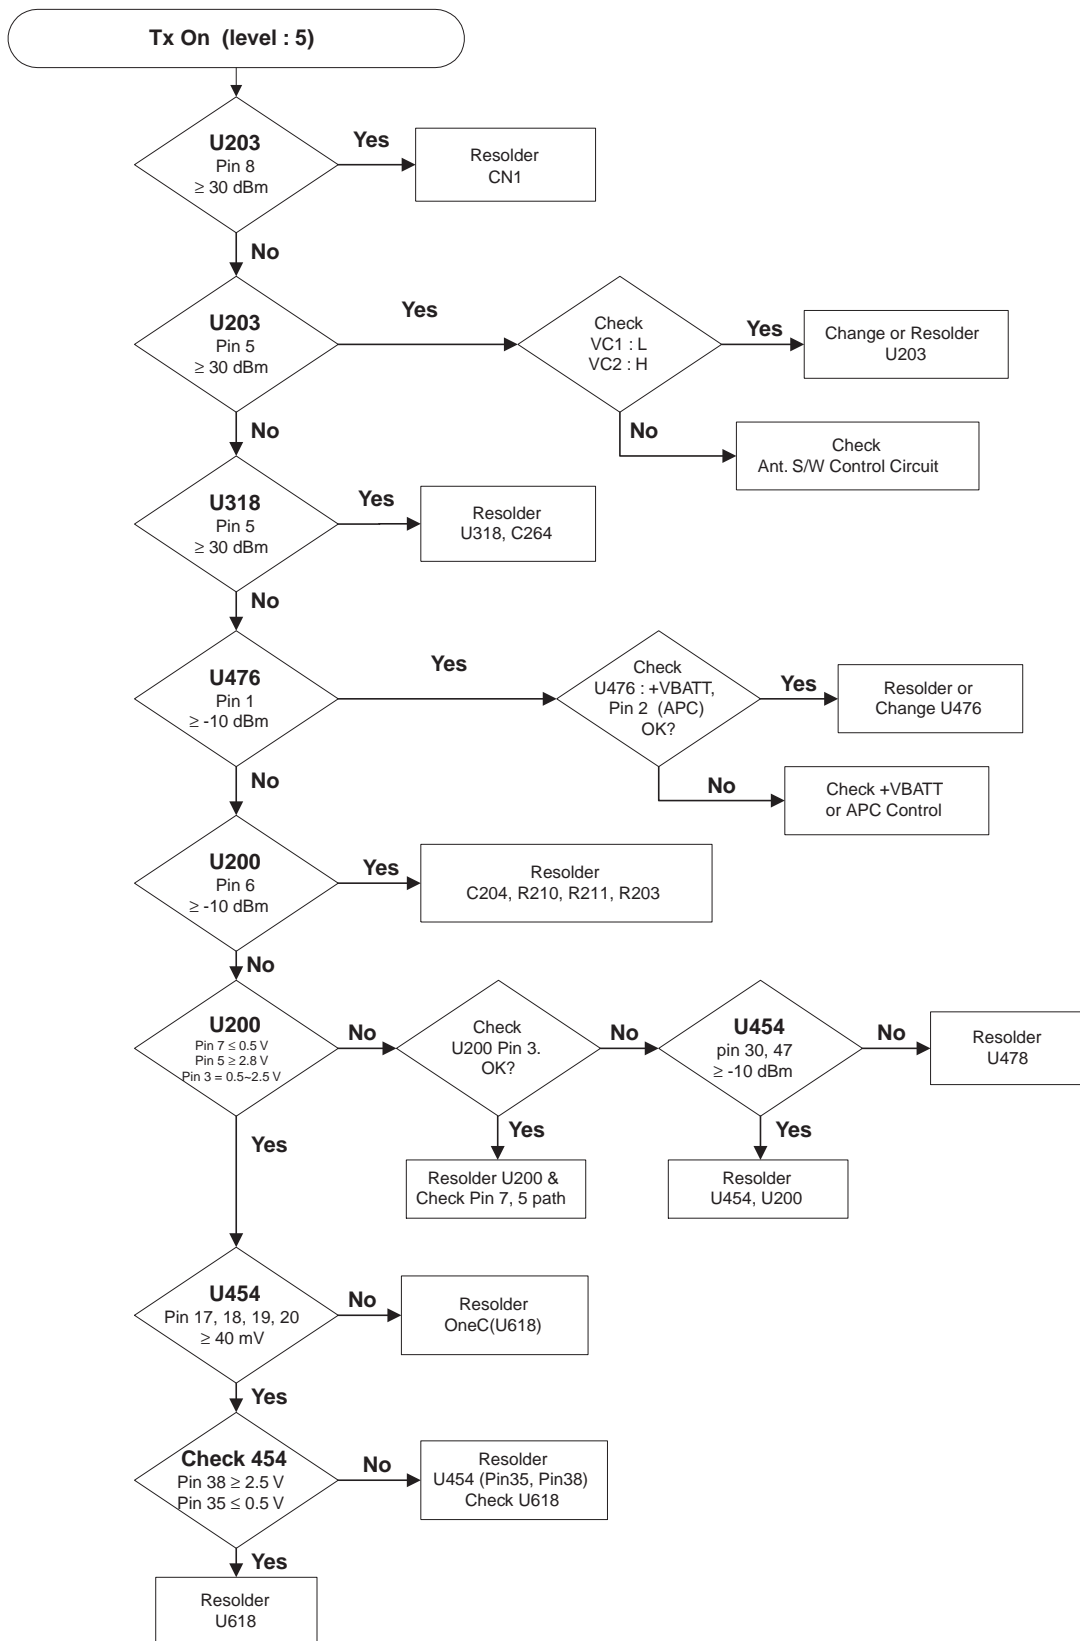 Tx On (level : 5)
U203
Pin 8
≥ 30 dBm
Yes
Resolder
CN1
No
U203
Pin 5
≥ 30 dBm
Yes
Check
VC1 : L
VC2 : H
Yes
Change or Resolder
U203
No
Check
Ant. S/W Control Circuit
No
U318
Pin 5
≥ 30 dBm
Yes
Resolder
U318, C264
No
U476
Pin 1
≥ -10 dBm
Yes
Check
U476 : +VBATT,
Pin 2 (APC)
OK?
Yes
Resolder or
Change U476
No
Check +VBATT
or APC Control
No
U200
Pin 6
≥ -10 dBm
Yes
Resolder
C204, R210, R211, R203
No
U200
Pin 7 ≤ 0.5 V
Pin 5 ≥ 2.8 V
Pin 3 = 0.5~2.5 V
No
Check
U200 Pin 3.
OK?
No
U454
pin 30, 47
≥ -10 dBm
No
Resolder
U478
Yes
Resolder U200 &
Check Pin 7, 5 path
Yes
Resolder
U454, U200
Yes
U454
Pin 17, 18, 19, 20
≥ 40 mV
No
Resolder
OneC(U618)
Yes
Check 454
Pin 38 ≥ 2.5 V
Pin 35 ≤ 0.5 V
No
Resolder
U454 (Pin35, Pin38)
Check U618
Yes
Resolder
U618